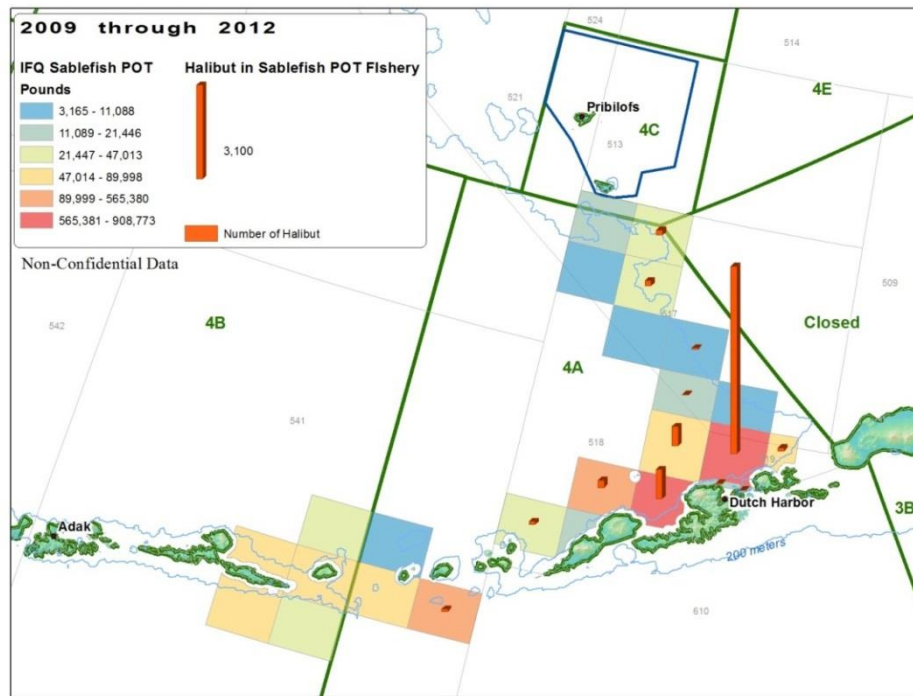 2009 through 2012
IFQ Sablefish POT
Pounds
3,165 - 11,088
11,089 - 21,446
21,447 - 47,013
47,014 - 89,998
89,999 - 565,380
565,381 - 908,773
Halibut in Sablefish POT FIshery
3,100
Number of Halibut
Non-Confidential Data
524
514
4E
521
Pribilofs
4C
513
509
542
4B
517
Closed
4A
541
518
Dutch Harbor
3B
Adak
200 meters
610